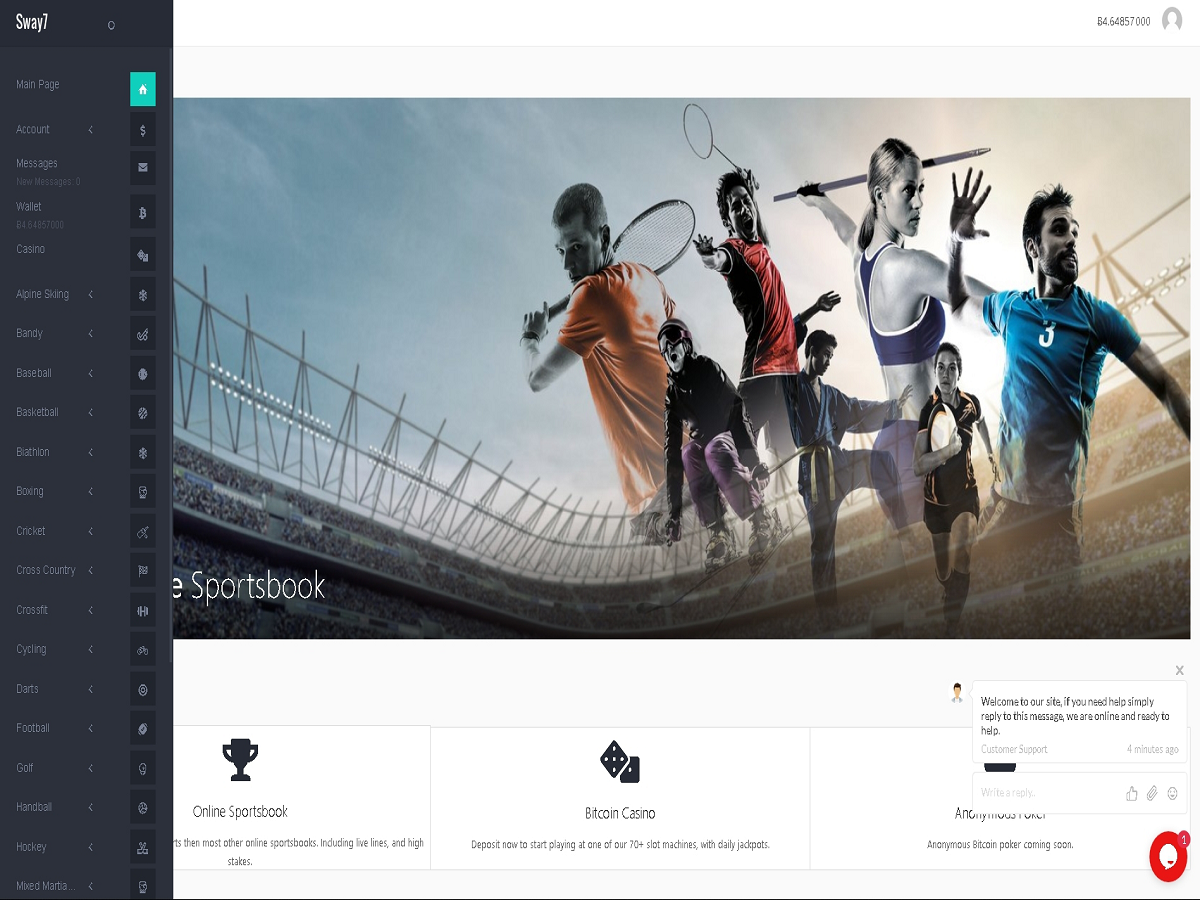 Sway7
฿4.64857000
Main Page
Account
Messages
New Messages: 0
Wallet
฿4.64857000
Casino
Alpine Skiing
Bandy
Baseball
Basketball
Biathlon
Boxing
Cricket
Cross Country
Crossfit
Cycling
Darts
Football
Golf
Handball
Hockey
Mixed Martia...
3
e Sportsbook
Online Sportsbook
rts then most other online sportsbooks. Including live lines, and high
stakes.
Bitcoin Casino
Deposit now to start playing at one of our 70+ slot machines, with daily jackpots.
Anonymous Poker
Anonymous Bitcoin poker coming soon.
X
Welcome to our site, if you need help simply
reply to this message, we are online and ready to
help.
Customer Support 4 minutes ago
Write a reply..
1